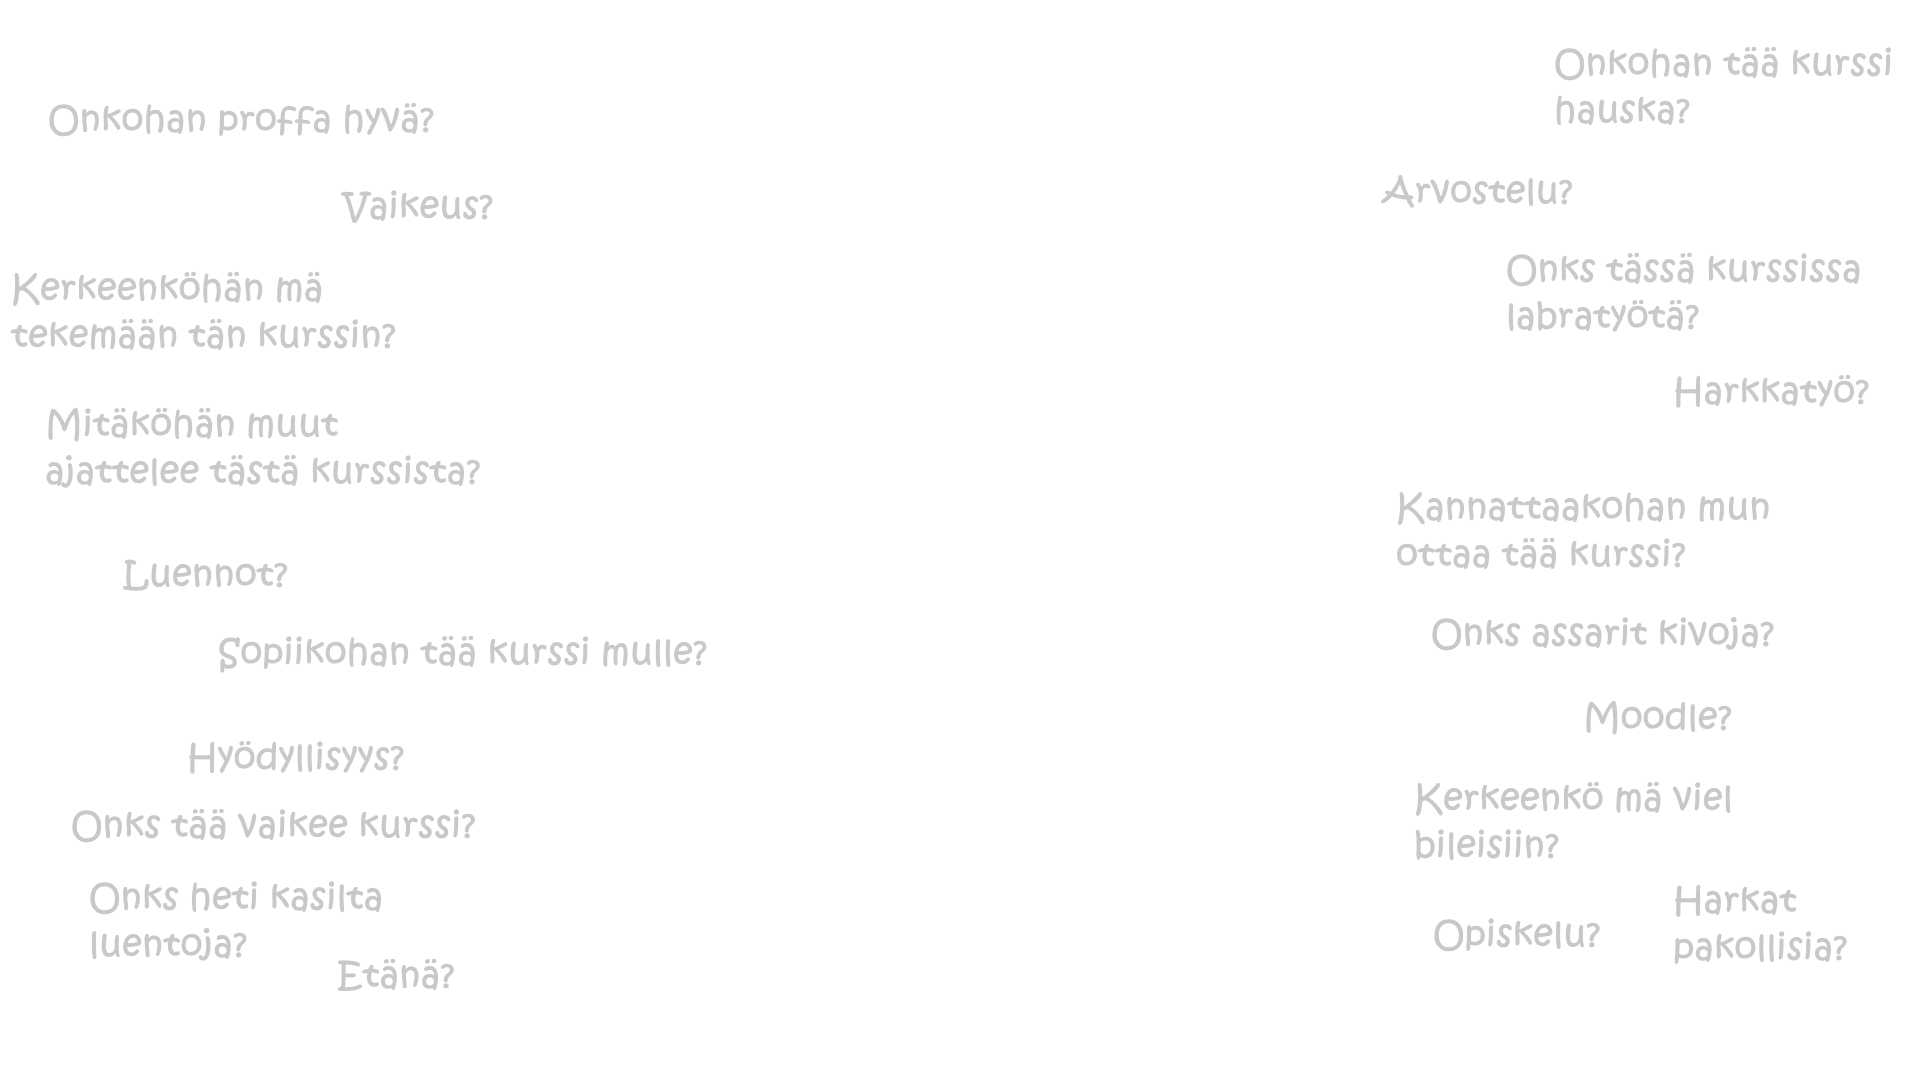 Onkohan proffa hyvä?
Vaikeus?
Kerkeenköhän mä
tekemään tän kurssin?
Mitäköhän muut
ajattelee tästä kurssista?
Luennot?
Sopiikohan tää kurssi mulle?
Hyödyllisyys?
Onks tää vaikee kurssi?
Onks heti kasilta
luentoja?
Etänä?
Onkohan tää kurssi
hauska?
Arvostelu?
Onks tässä kurssissa
labratyötä?
Harkkatyö?
Kannattaakohan mun
ottaa tää kurssi?
Onks assarit kivoja?
Moodle?
Kerkeenkö mä viel
bileisiin?
Opiskelu?
Harkat
pakollisia?